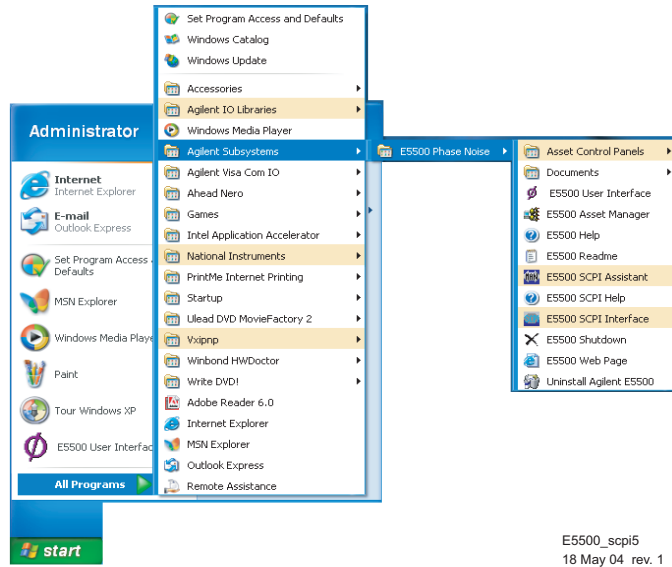 Set Program Access and Defaults
Windows Catalog
Windows Update
Accessories
Agilent IO Libraries
Windows Media Player
Agilent Subsystems
Agilent Visa Com IO
Ahead Nero
Games
Intel Application Accelerator
National Instruments
PrintMe Internet Printing
Startup
Ulead DVD MovieFactory 2
Vxipnp
Winbond HWDoctor
Write DVD!
Adobe Reader 6.0
Internet Explorer
MSN Explorer
Outlook Express
Remote Assistance
Administrator
Internet
Internet Explorer
E-mail
Outlook Express
Set Program Access
Defaults
MSN Explorer
Windows Media Playe
Paint
Tour Windows XP
E5500 User Interfac
All Programs
start
E5500 Phase Noise
Asset Control Panels
Documents
E5500 User Interface
E5500 Asset Manager
E5500 Help
E5500 Readme
E5500 SCPI Assistant
E5500 SCPI Help
E5500 SCPI Interface
E5500 Shutdown
E5500 Web Page
Uninstall Agilent E5500
E5500_scpi5
18 May 04 rev. 1